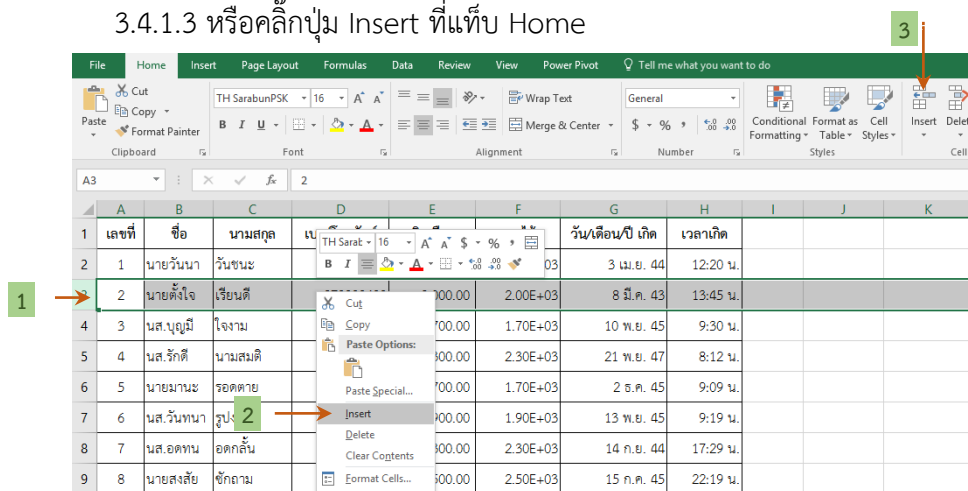 3.4.1.3 หรือคลิ๊กปุ่ม Insert ที่แท็บ Home
3
File Home Insert Page Layout Formulas Data Review View Power Pivot Tell me what you want to do
Cut
Copy
Paste
Format Painter
Clipboard
TH SarabunPSK 16
B I U
Font
Wrap Text
Merge & Center
Alignment
General
$ % ,
Number
Conditional Formatting
Format as Table
Cell Styles
Styles
Insert
A3 fx 2
A B C D E F G H I J K
1 เลขที่ ชื่อ นามสกุล วัน/เดือน/ปี เกิด เวลาเกิด
2 1 นายวันนา วันชนะ 03 3 เม.ย. 44 12:20 น.
2 นายตั้งใจ เรียนดี 2.00E+03 8 มี.ค. 43 13:45 น.
4 3 นส.บุญมี ใจงาม 700.00 1.70E+03 10 พ.ย. 45 9:30 น.
5 4 นส.รักดี นามสมติ 2.30E+03 21 พ.ย. 47 8:12 น.
6 5 นายมานะ รอดตาย 700.00 1.70E+03 2 ธ.ค. 45 9:09 น.
7 6 นส.วันทนา 900.00 1.90E+03 13 พ.ย. 45 9:19 น.
8 7 นส.อดทน อดกลั้น 2.30E+03 14 ก.ย. 44 17:29 น.
9 8 นายสงสัย ซักถาม 500.00 2.50E+03 15 ก.ค. 45 22:19 น.
TH Sarat 16 A A $ % ,
B I A
Cut
Copy
Paste Options:
Paste Special...
Insert
Delete
Clear Contents
Format Cells...
1
2